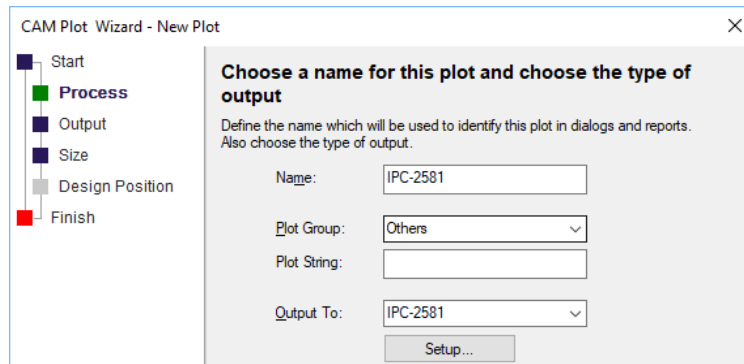 CAM Plot Wizard - New Plot
Start
Process
Output
Size
Design Position
Finish
Choose a name for this plot and choose the type of
output
Define the name which will be used to identify this plot in dialogs and reports.
Also choose the type of output.
Name: IPC-2581
Plot Group: Others
Plot String:
Output To: IPC-2581
Setup...